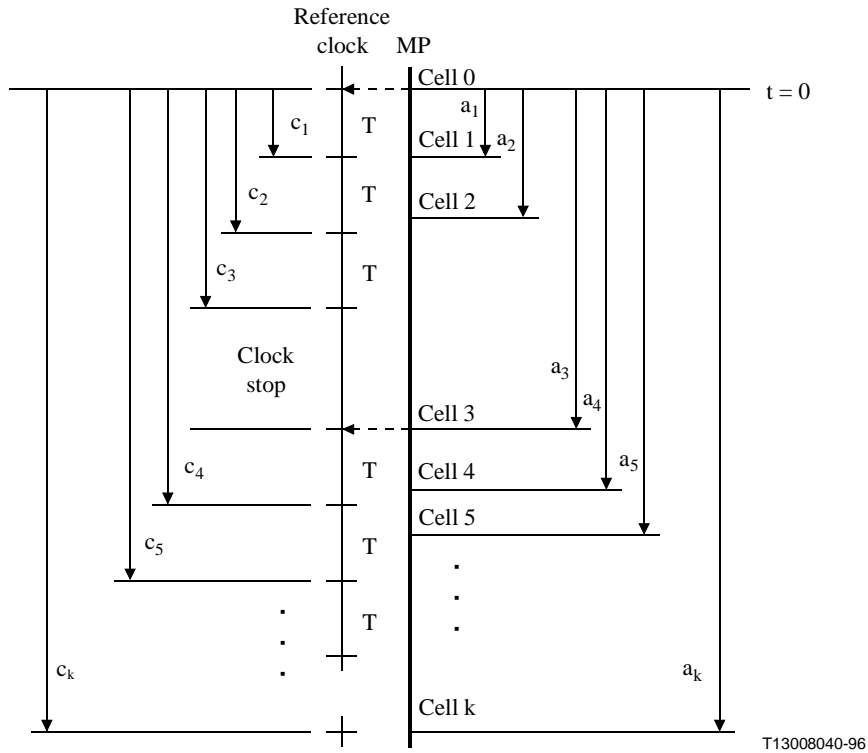 Reference
clock MP
Cell 0
t = 0
a1
c1 T Cell 1
a2
c2 T Cell 2
c3 T
Clock
stop
a3
a4
Cell 3
c4 T Cell 4
a5
Cell 5
c5 T
T
ck
ak
Cell k
T13008040-96